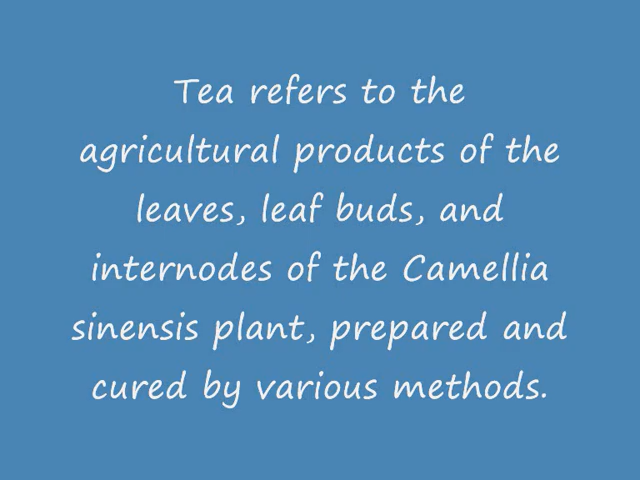 Tea refers to the
agricultural products of the
leaves, leaf buds, and
internodes of the Camellia
sinensis plant, prepared and
cured by various methods.